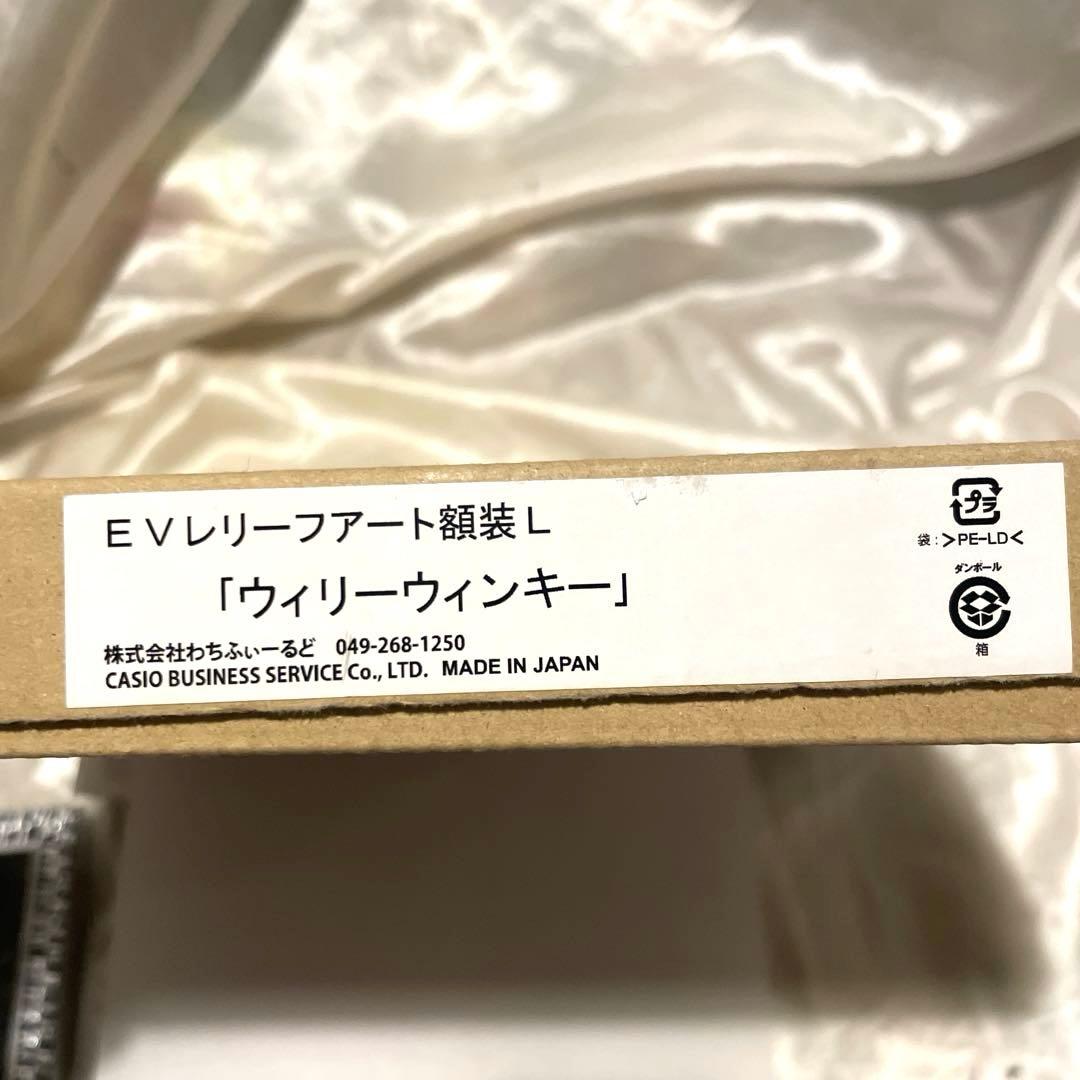 EVレリーフアート額装L
「ウィリーウィンキー」
株式会社わちふぃーるど 049-268-1250
CASIO BUSINESS SERVICE Co., LTD. MADE IN JAPAN
プラ
袋:>PE-LD<
ダンボール
箱